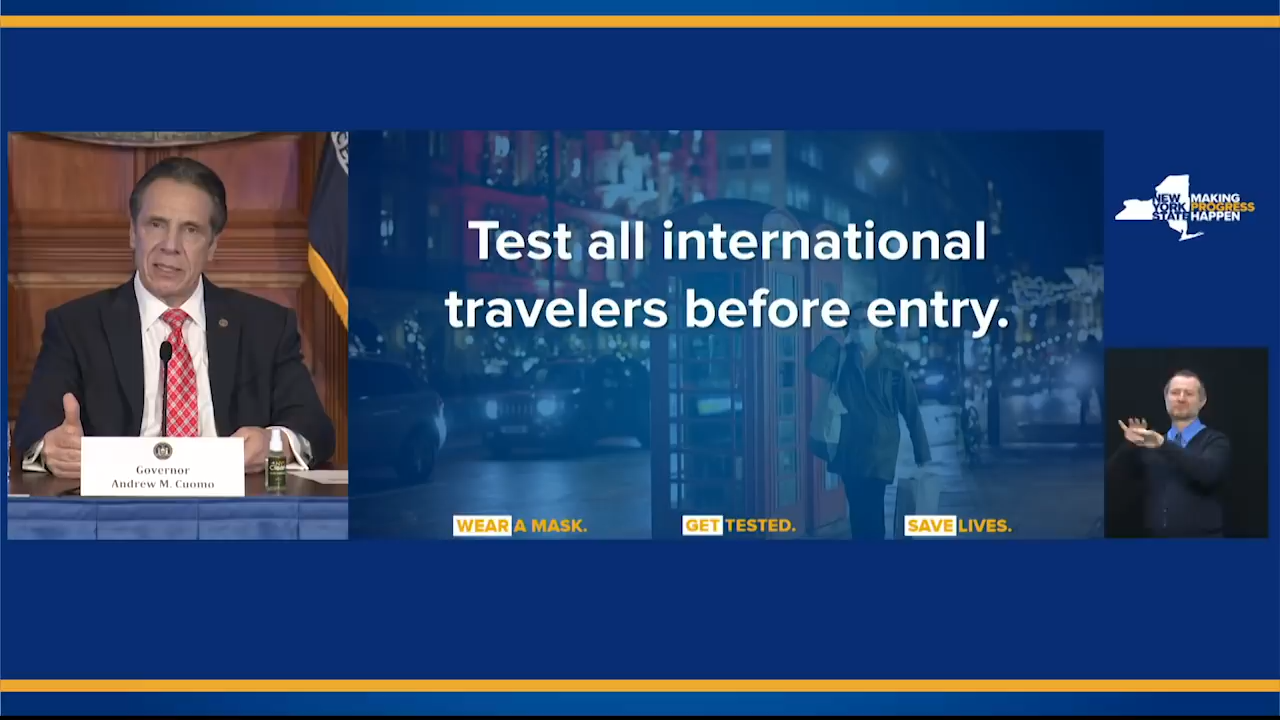 Test all international
travelers before entry.
WEAR A MASK.
GET TESTED.
SAVE LIVES.
Governor
Andrew M. Cuomo
NEW
YORK
STATE
MAKING
PROGRESS
HAPPEN